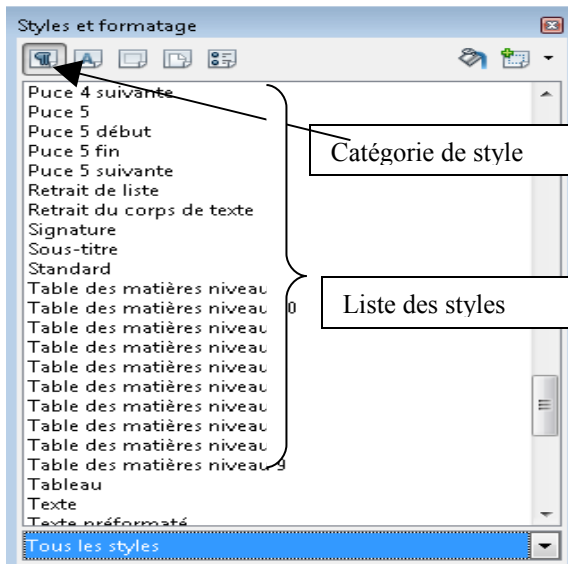 Styles et formatage
Puce 4 suivante
Puce 5
Puce 5 début
Puce 5 fin
Puce 5 suivante
Retrait de liste
Retrait du corps de texte
Signature
Sous-titre
Standard
Table des matières niveau
Table des matières niveau 0
Table des matières niveau
Table des matières niveau
Table des matières niveau
Table des matières niveau
Table des matières niveau
Table des matières niveau
Table des matières niveau
Table des matières niveau 9
Tableau
Texte
Texte préformaté
Tous les styles
Catégorie de style
Liste des styles